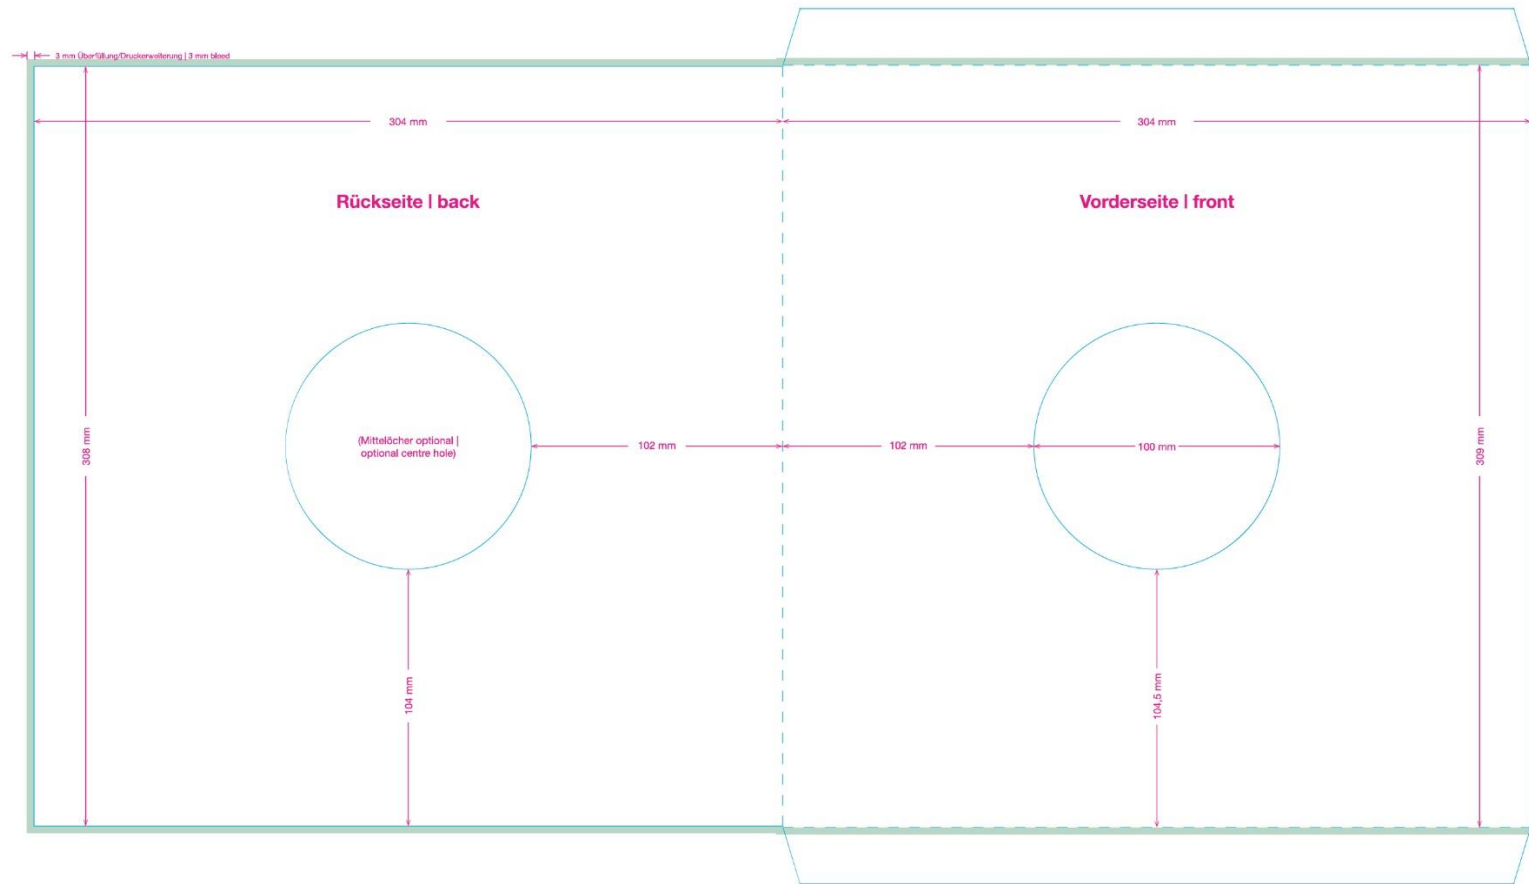 3 mm Überfüllung/Druckerweiterung | 3 mm bleed
304 mm
304 mm
Rückseite | back
Vorderseite | front
308 mm
(Mittelöcher optional |
optional centre hole)
102 mm
102 mm
100 mm
309 mm
104 mm
104,5 mm